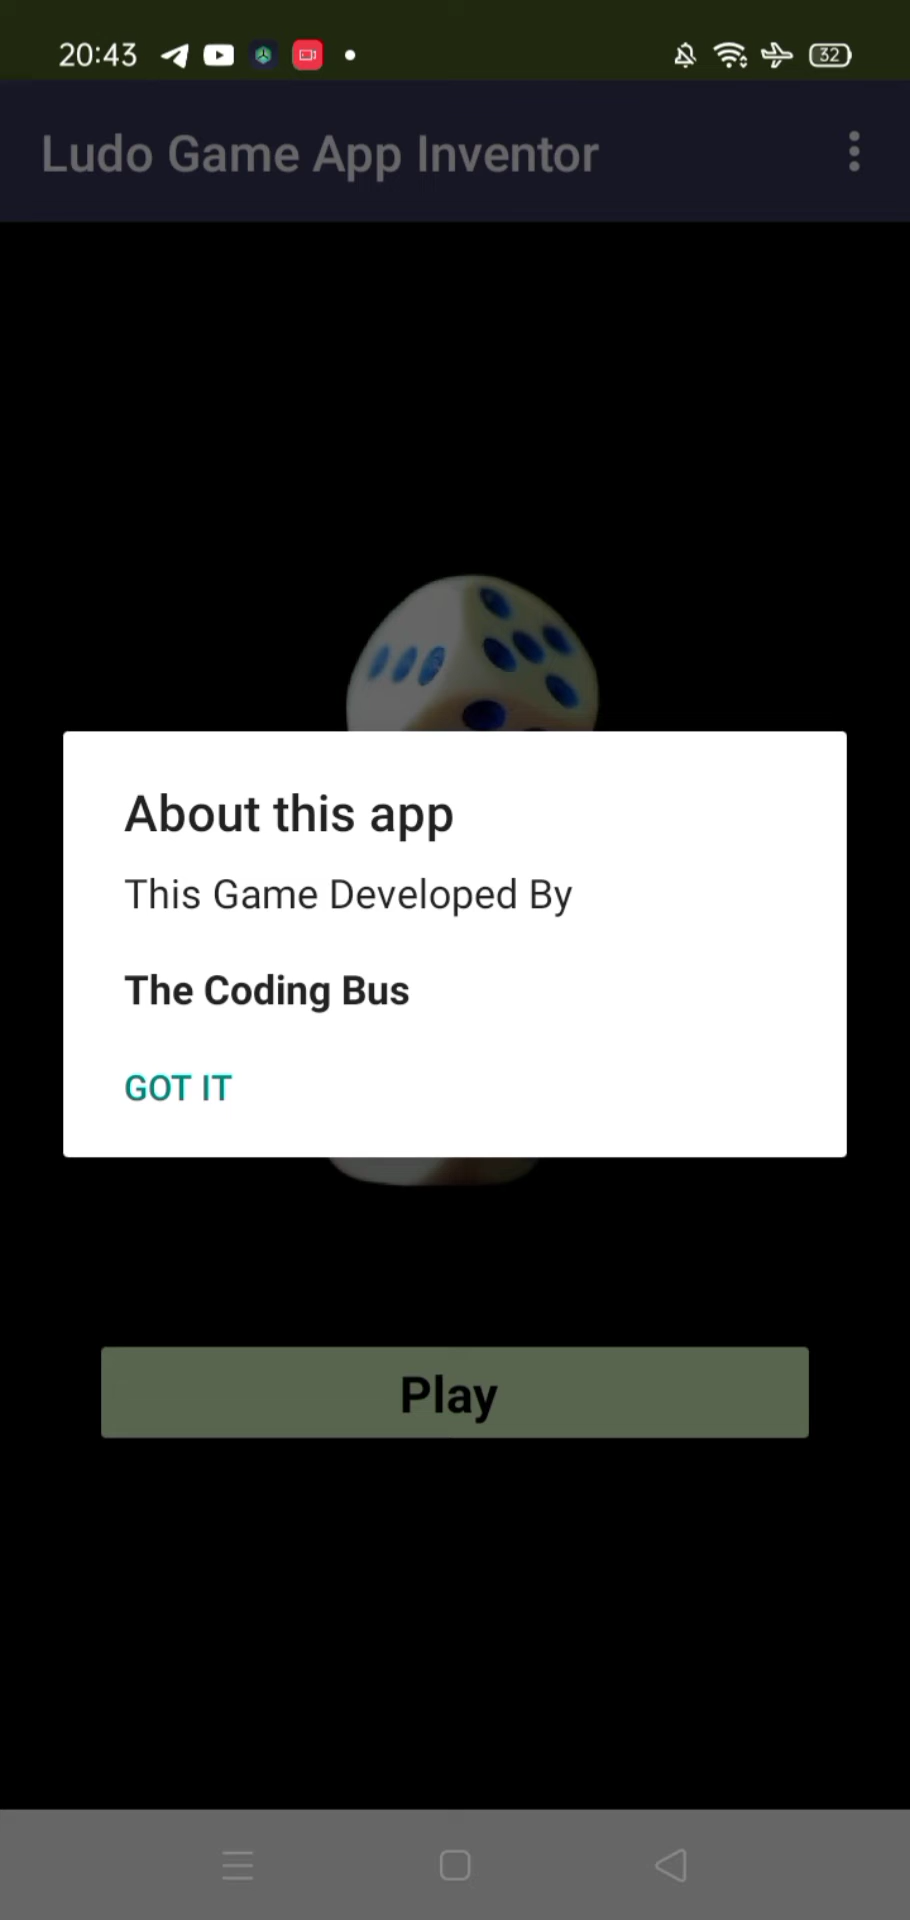 20:43
32
Ludo Game App Inventor
About this app
This Game Developed By
The Coding Bus
GOT IT
Play